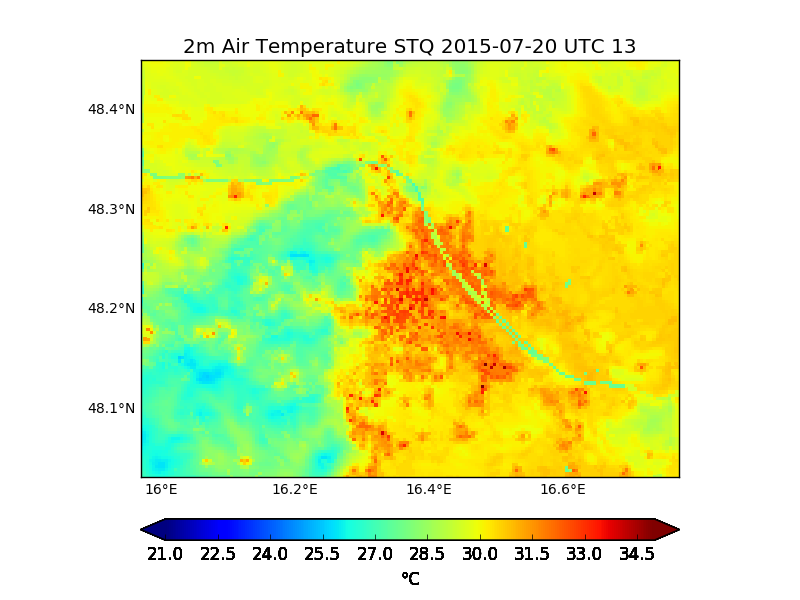 2m Air Temperature STQ 2015-07-20 UTC 13
48.4°N
48.3°N
48.2°N
48.1°N
16°E 16.2°E 16.4°E 16.6°E
21.0 22.5 24.0 25.5 27.0 28.5 30.0 31.5 33.0 34.5
°C